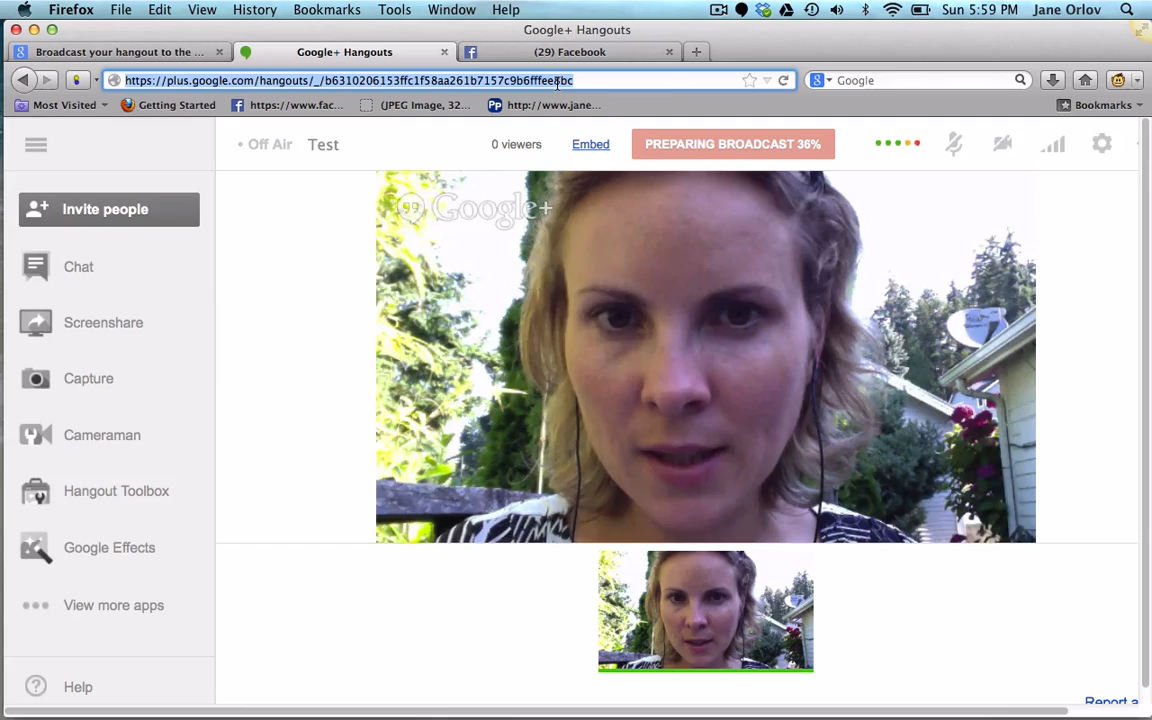 Firefox File Edit View History Bookmarks Tools Window Help Sun 5:59 PM Jane Orlov
Google+ Hangouts
Broadcast your hangout to the ... Google+ Hangouts (29) Facebook
Google
Most Visited Getting Started https://www.fac... (JPEG Image, 32... http://www.jane... Bookmarks
Off Air Test 0 viewers Embed PREPARING BROADCAST 36%
Google+
Invite people
Chat
Screenshare
Capture
Cameraman
Hangout Toolbox
Google Effects
View more apps
Help
Report a